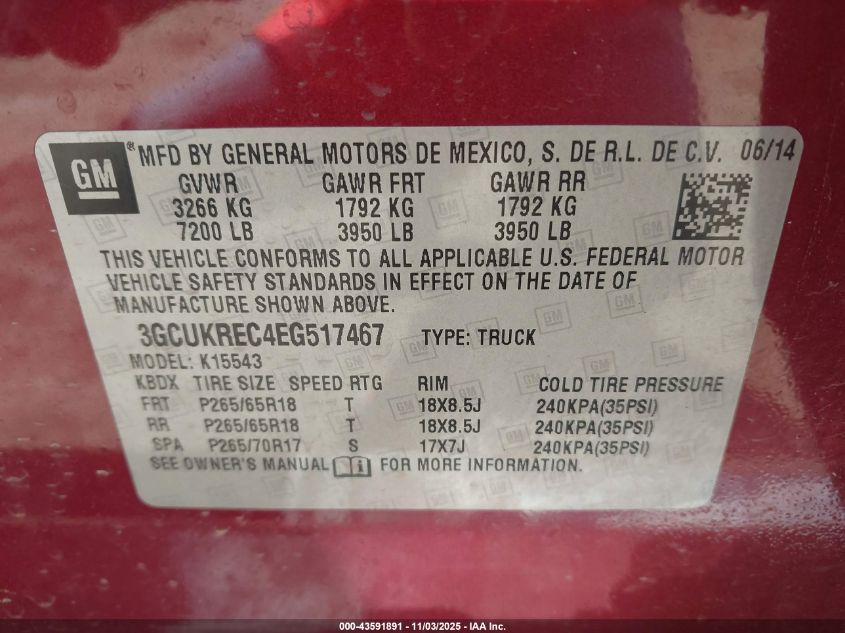 GM ® MFD BY GENERAL MOTORS DE MEXICO, S. DE R.L. DE C.V. 06/14
GVWR GAWR FRT GAWR RR
3266 KG 1792 KG 1792 KG
7200 LB 3950 LB 3950 LB
THIS VEHICLE CONFORMS TO ALL APPLICABLE U.S. FEDERAL MOTOR
VEHICLE SAFETY STANDARDS IN EFFECT ON THE DATE OF
MANUFACTURE SHOWN ABOVE.
3GCUKREC4EG517467 TYPE: TRUCK
MODEL: K15543
KBDX TIRE SIZE SPEED RTG RIM COLD TIRE PRESSURE
FRT P265/65R18 T 18X8.5J 240KPA(35PSI)
RR P265/65R18 T 18X8.5J 240KPA(35PSI)
SPA P265/70R17 S 17X7J 240KPA(35PSI)
SEE OWNER'S MANUAL i FOR MORE INFORMATION.
000-43591891 - 11/03/2025 - IAA Inc.